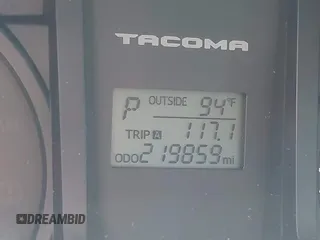 TACOMA
P OUTSIDE 94°F
TRIP A 117.1
ODO 219859 mi
DREAMBID